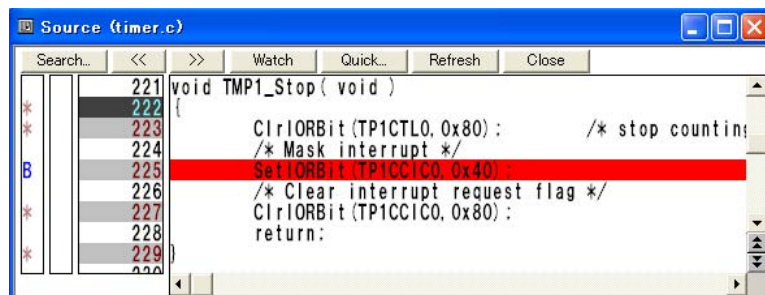 Source (timer.c)
Search... << >> Watch Quick... Refresh Close
221 void TMP1_Stop( void )
* 222 {
* 223 ClrIORBit(TP1CTL0, 0x80); /* stop counting
224 /* Mask interrupt */
B 225 SetIORBit(TP1CCIC0, 0x40);
226 /* Clear interrupt request flag */
* 227 ClrIORBit(TP1CCIC0, 0x80);
228 return;
* 229 }